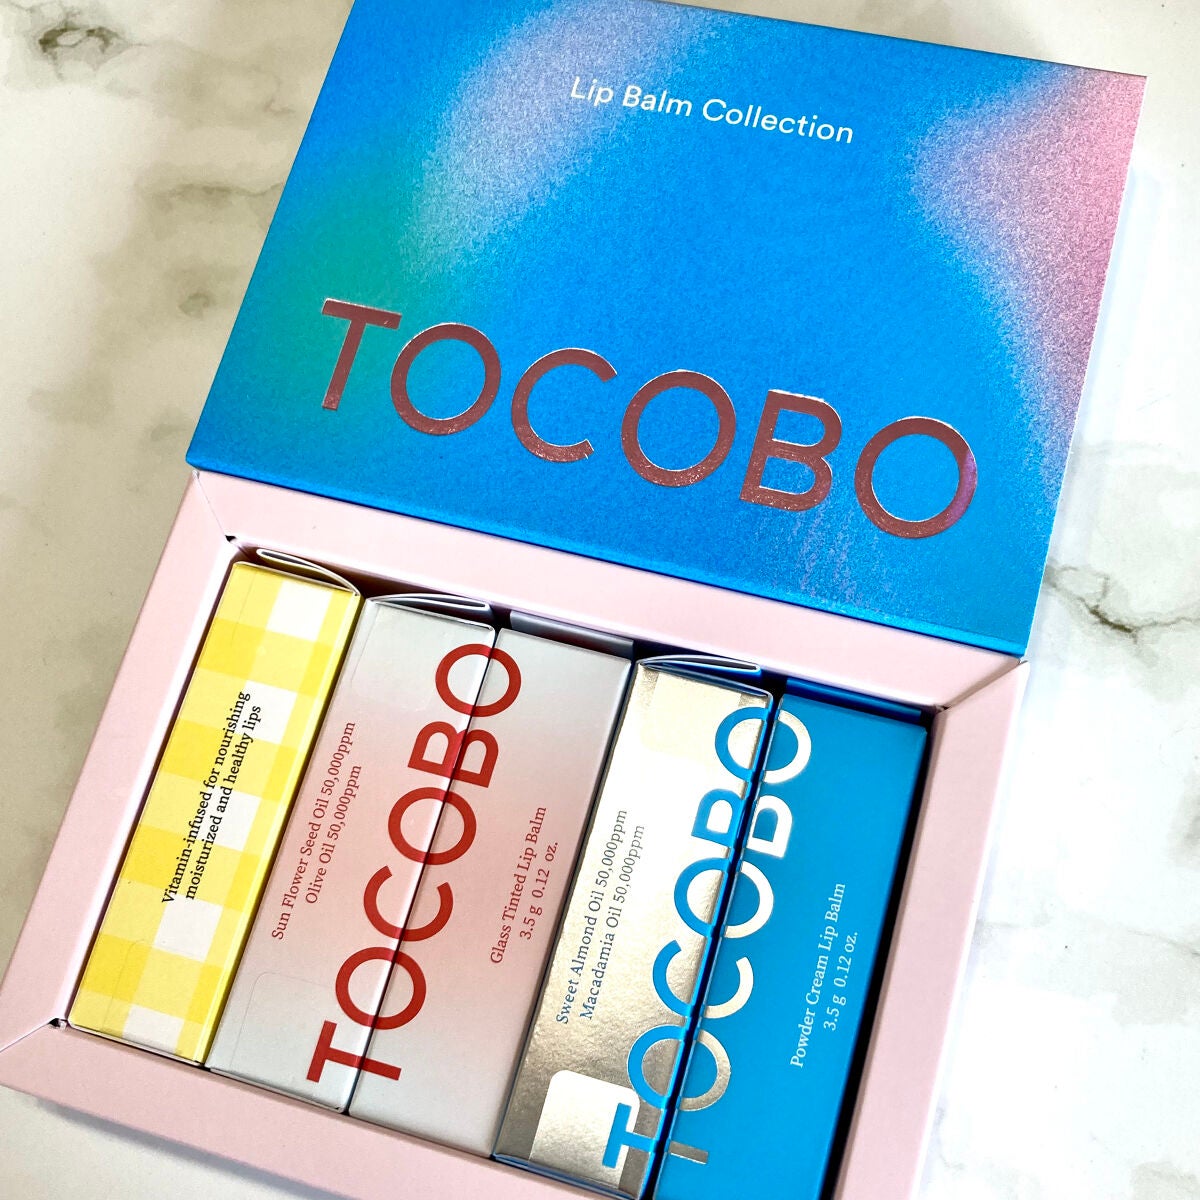 Lip Balm Collection
TOCOBO
Vitamin-infused for nourishing
moisturized and healthy lips
Sun Flower Seed Oil 50,000ppm
Olive Oil 50,000ppm
TOCOBO
Glass Tinted Lip Balm
3.5 g 0.12 oz.
Sweet Almond Oil 50,000ppm
Macadamia Oil 50,000ppm
TOCOBO
TOCOBO
Powder Cream Lip Balm
3.5 g 0.12 oz.